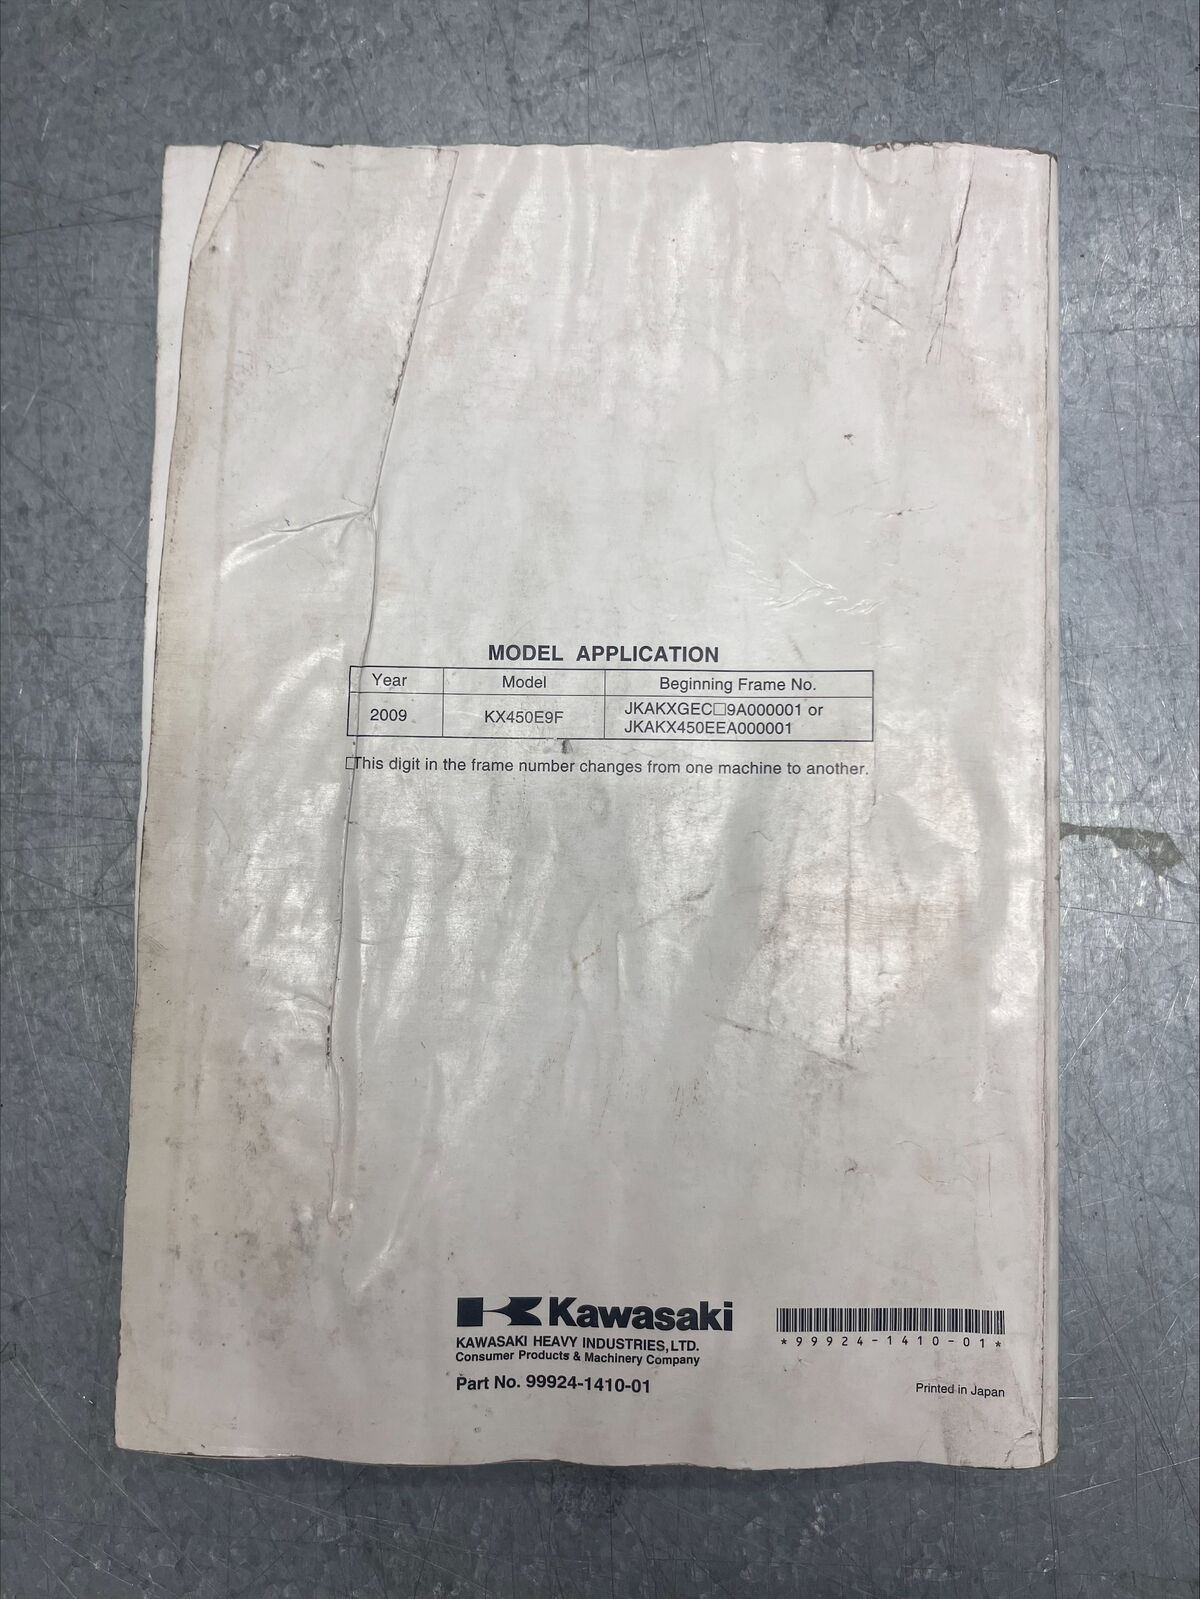 MODEL APPLICATION
Year Model Beginning Frame No.
2009 KX450E9F JKAKXGEC□9A000001 or
JKAKX450EEA000001
□This digit in the frame number changes from one machine to another.
Kawasaki
KAWASAKI HEAVY INDUSTRIES,LTD.
Consumer Products & Machinery Company
Part No. 99924-1410-01
*99924-1410-01*
Printed in Japan